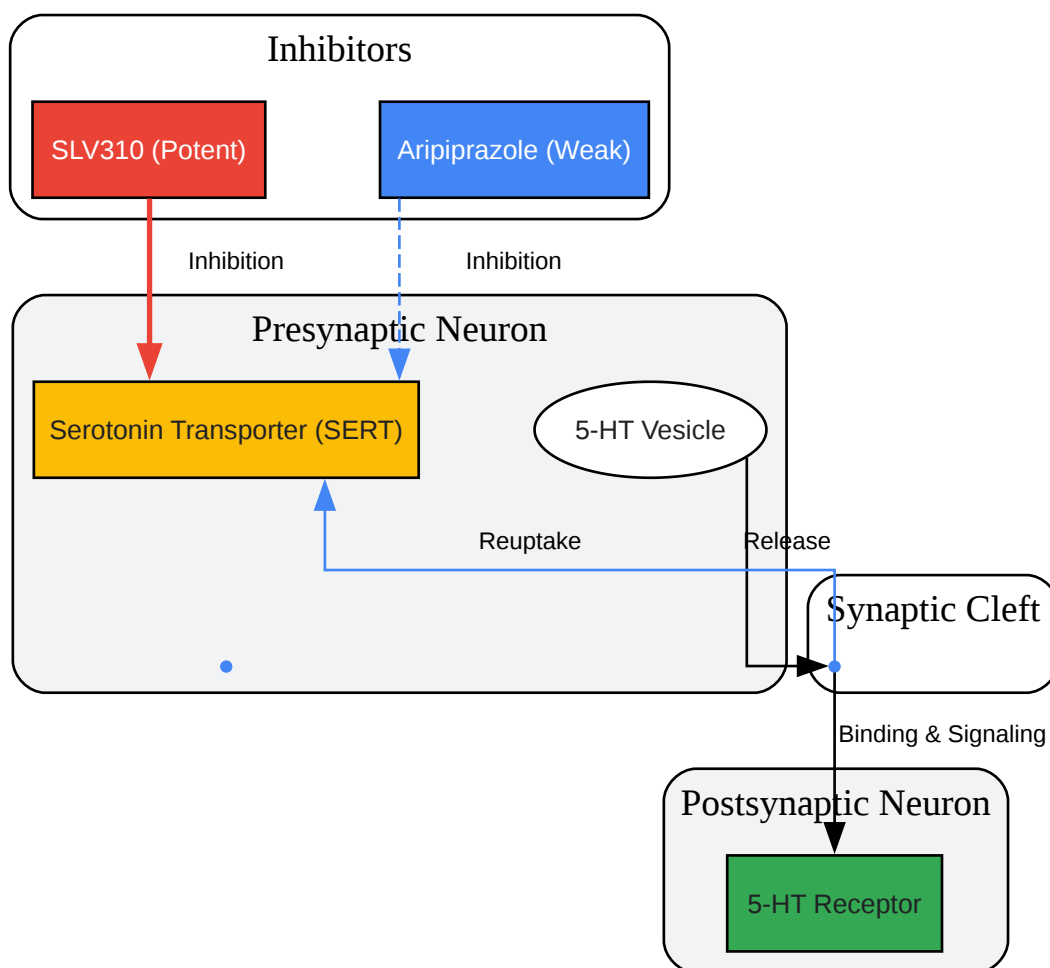 Inhibitors
SLV310 (Potent)
Aripiprazole (Weak)
Inhibition
Inhibition
Presynaptic Neuron
Serotonin Transporter (SERT)
5-HT Vesicle
Reuptake
Release
Synaptic Cleft
Binding & Signaling
Postsynaptic Neuron
5-HT Receptor